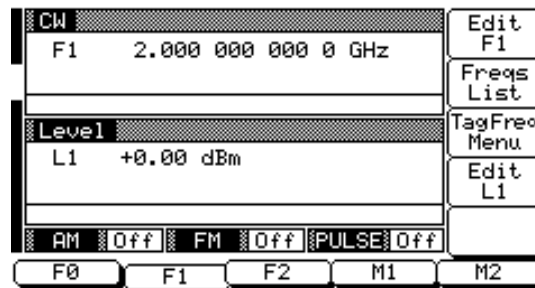 CW
F1 2.000 000 000 0 GHz
Level
L1 +0.00 dBm
AM Off FM Off PULSE Off
Edit
F1
Freqs
List
TagFreq
Menu
Edit
L1
F0 F1 F2 M1 M2